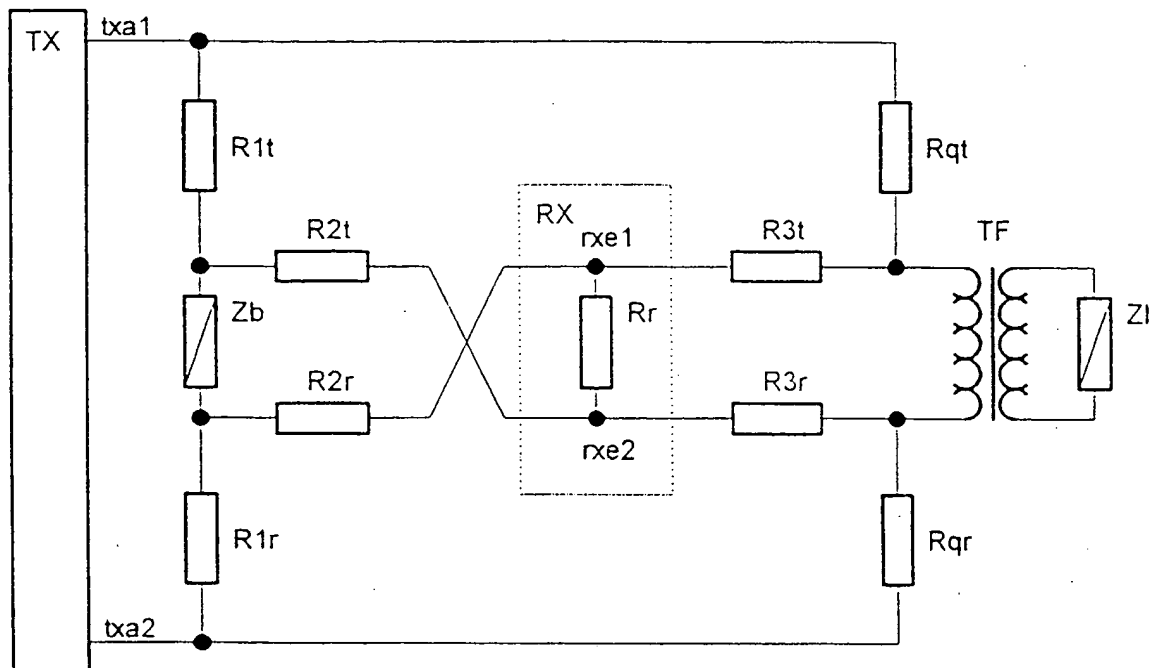 TX
txa1
R1t
Rqt
RX
R2t
rxe1
R3t
TF
Zb
Rr
Zl
R2r
R3r
rxe2
R1r
Rqr
txa2